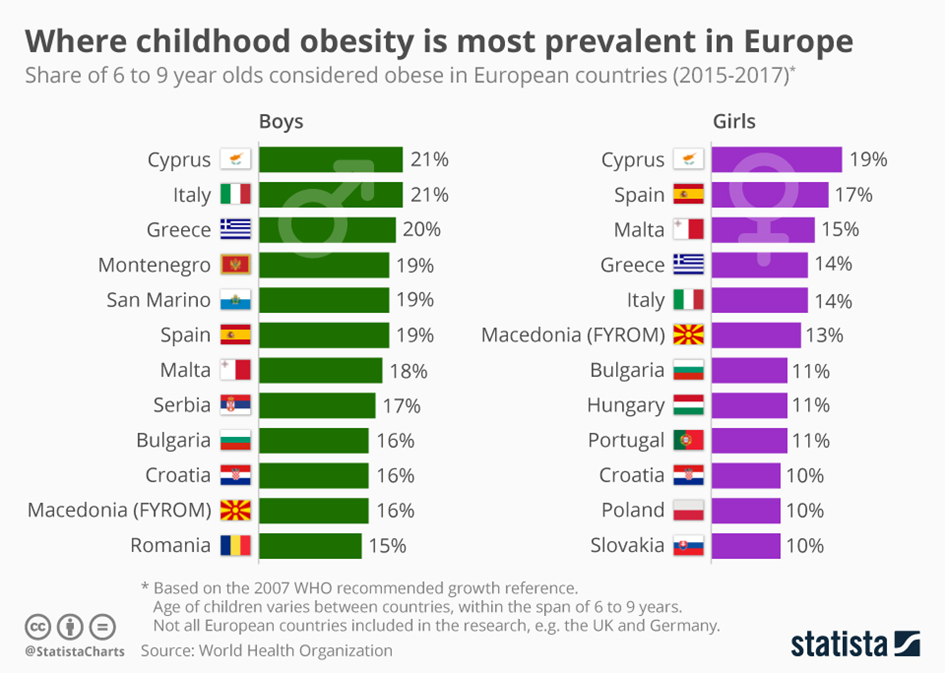 Where childhood obesity is most prevalent in Europe
Share of 6 to 9 year olds considered obese in European countries (2015-2017)*
Boys
Cyprus 21%
Italy 21%
Greece 20%
Montenegro 19%
San Marino 19%
Spain 19%
Malta 18%
Serbia 17%
Bulgaria 16%
Croatia 16%
Macedonia (FYROM) 16%
Romania 15%
Girls
Cyprus 19%
Spain 17%
Malta 15%
Greece 14%
Italy 14%
Macedonia (FYROM) 13%
Bulgaria 11%
Hungary 11%
Portugal 11%
Croatia 10%
Poland 10%
Slovakia 10%
* Based on the 2007 WHO recommended growth reference.
Age of children varies between countries, within the span of 6 to 9 years.
Not all European countries included in the research, e.g. the UK and Germany.
cc
@StatistaCharts Source: World Health Organization
statista